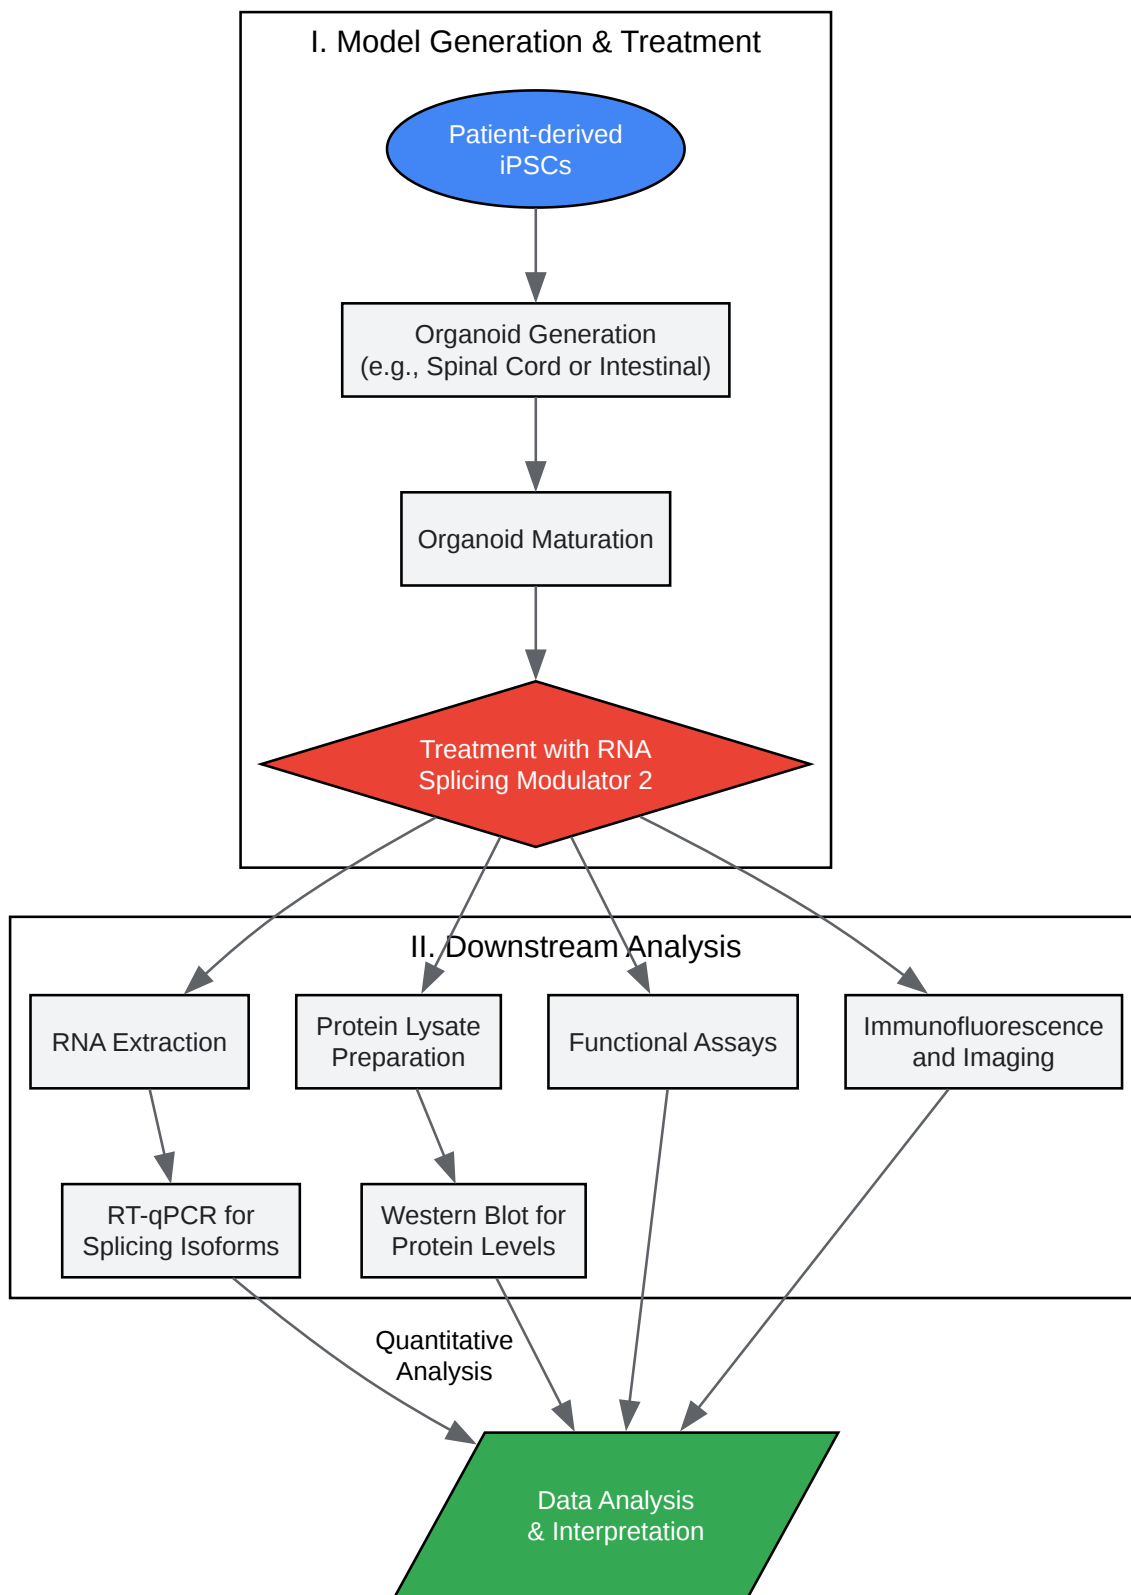 I. Model Generation & Treatment
Patient-derived
iPSCs
Organoid Generation
(e.g., Spinal Cord or Intestinal)
Organoid Maturation
Treatment with RNA
Splicing Modulator 2
II. Downstream Analysis
RNA Extraction
Protein Lysate
Preparation
Functional Assays
Immunofluorescence
and Imaging
RT-qPCR for
Splicing Isoforms
Western Blot for
Protein Levels
Quantitative
Analysis
Data Analysis
& Interpretation